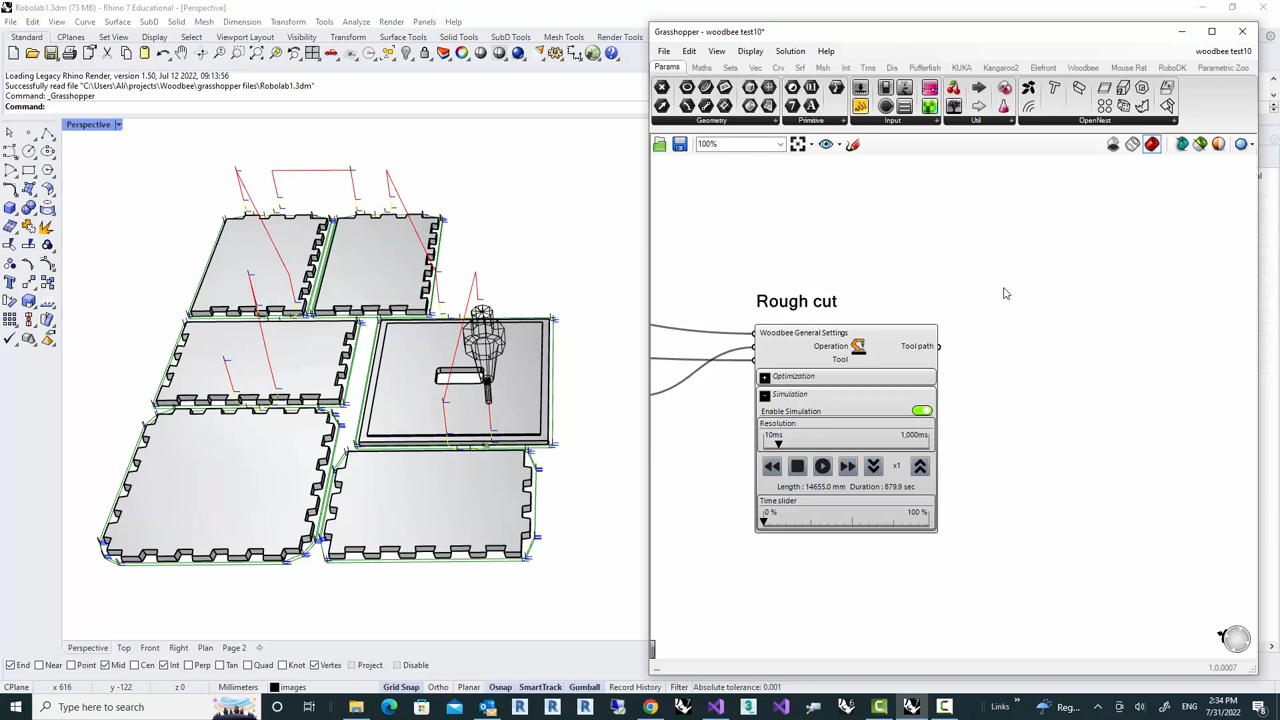 Robolab1.3dm (73 MB) - Rhino 7 Educational - [Perspective]
File Edit View Curve Surface SubD Solid Mesh Dimension Transform Tools Analyze Render Panels Help
Standard CPlanes Set View Display Select Viewport Layout Visibility Transform Curve Tools Surface Tools Solid Tools SubD Tools Mesh Tools Render Tools
Loading Legacy Rhino Render, version 1.50, Jul 12 2022, 09:13:56
Successfully read file "C:\Users\Ali\projects\Woodbee\grasshopper files\Robolab1.3dm"
Command: _Grasshopper
Command:
Perspective
Grasshopper - woodbee test10*
File Edit View Display Solution Help
woodbee test10
Params Maths Sets Vec Crv Srf Msh Int Trns Dis Pufferfish KUKA Kangaroo2 Elefront Woodbee Mouse Rat RoboDK Parametric Zoo
Geometry Primitive Input Util OpenNest
100%
Rough cut
Woodbee General Settings
Operation
Tool path
Tool
Optimization
Simulation
Enable Simulation
Resolution
10ms 1,000ms
x1
Length : 14655.0 mm Duration : 879.9 sec
Time slider
0 % 100 %
1.0.0007
Perspective Top Front Right Plan Page 2
End Near Point Mid Cen Int Perp Tan Quad Knot Vertex Project Disable
CPlane x 616 y -122 z 0 Millimeters images Grid Snap Ortho Planar Osnap SmartTrack Gumball Record History Filter Absolute tolerance: 0.001
Type here to search
Links
Reg...
2:34 PM
7/31/2022